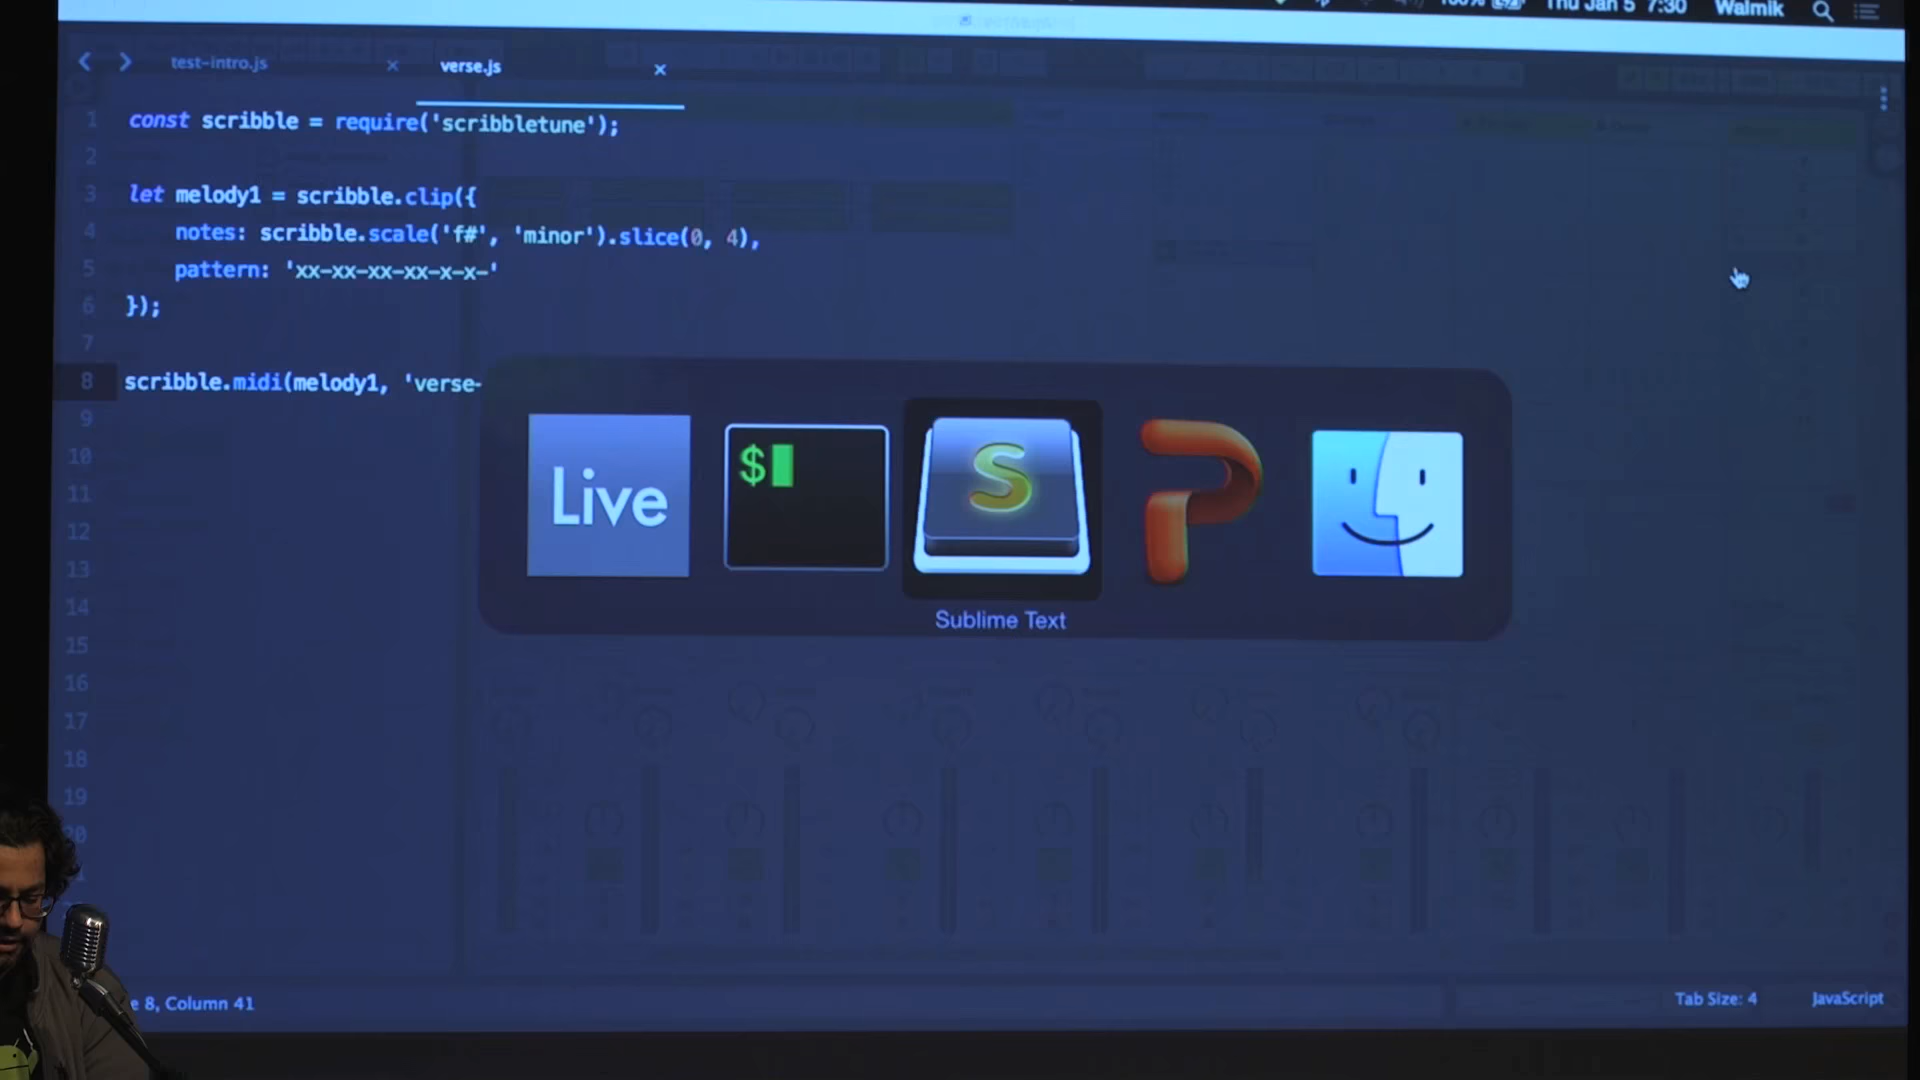 Thu Jan 5 7:30 Walmik
test-intro.js
verse.js
1 const scribble = require('scribbletune');
2
3 let melody1 = scribble.clip({
4 notes: scribble.scale('f#', 'minor').slice(0, 4),
5 pattern: 'xx-xx-xx-xx-x-x-'
6 });
7
8 scribble.midi(melody1, 'verse-
9
10
11
12
13
14
15
16
17
18
19
20
Live
$
S
Sublime Text
e 8, Column 41
Tab Size: 4
JavaScript